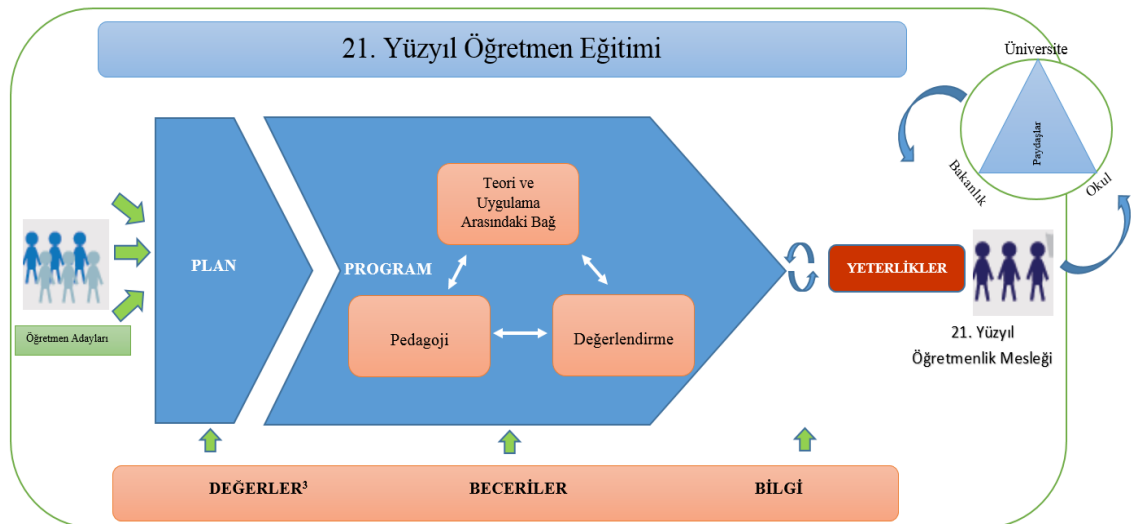 21. Yüzyıl Öğretmen Eğitimi
Üniversite
Paydaşlar
Bakanlık
Okul
Teori ve
Uygulama
Arasındaki Bağ
PLAN
PROGRAM
YETERLİKLER
Öğretmen Adayları
Pedagoji
Değerlendirme
21. Yüzyıl
Öğretmenlik Mesleği
DEĞERLER³ BECERİLER BİLGİ